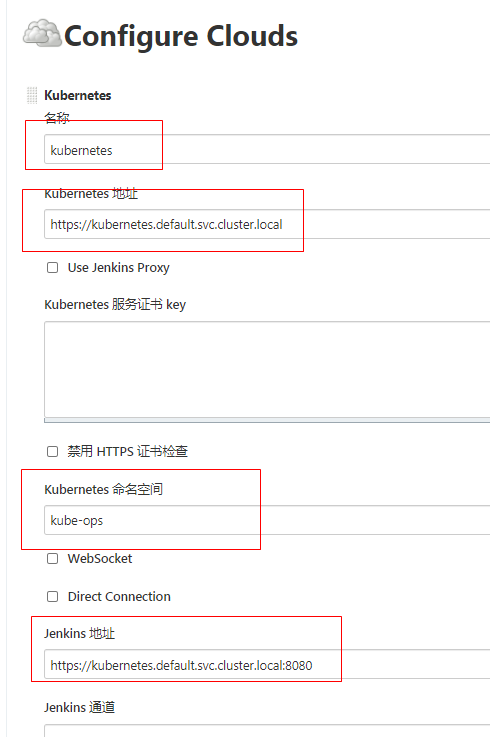 Configure Clouds
Kubernetes
名称
kubernetes
Kubernetes 地址
https://kubernetes.default.svc.cluster.local
Use Jenkins Proxy
Kubernetes 服务证书 key
禁用 HTTPS 证书检查
Kubernetes 命名空间
kube-ops
WebSocket
Direct Connection
Jenkins 地址
https://kubernetes.default.svc.cluster.local:8080
Jenkins 通道